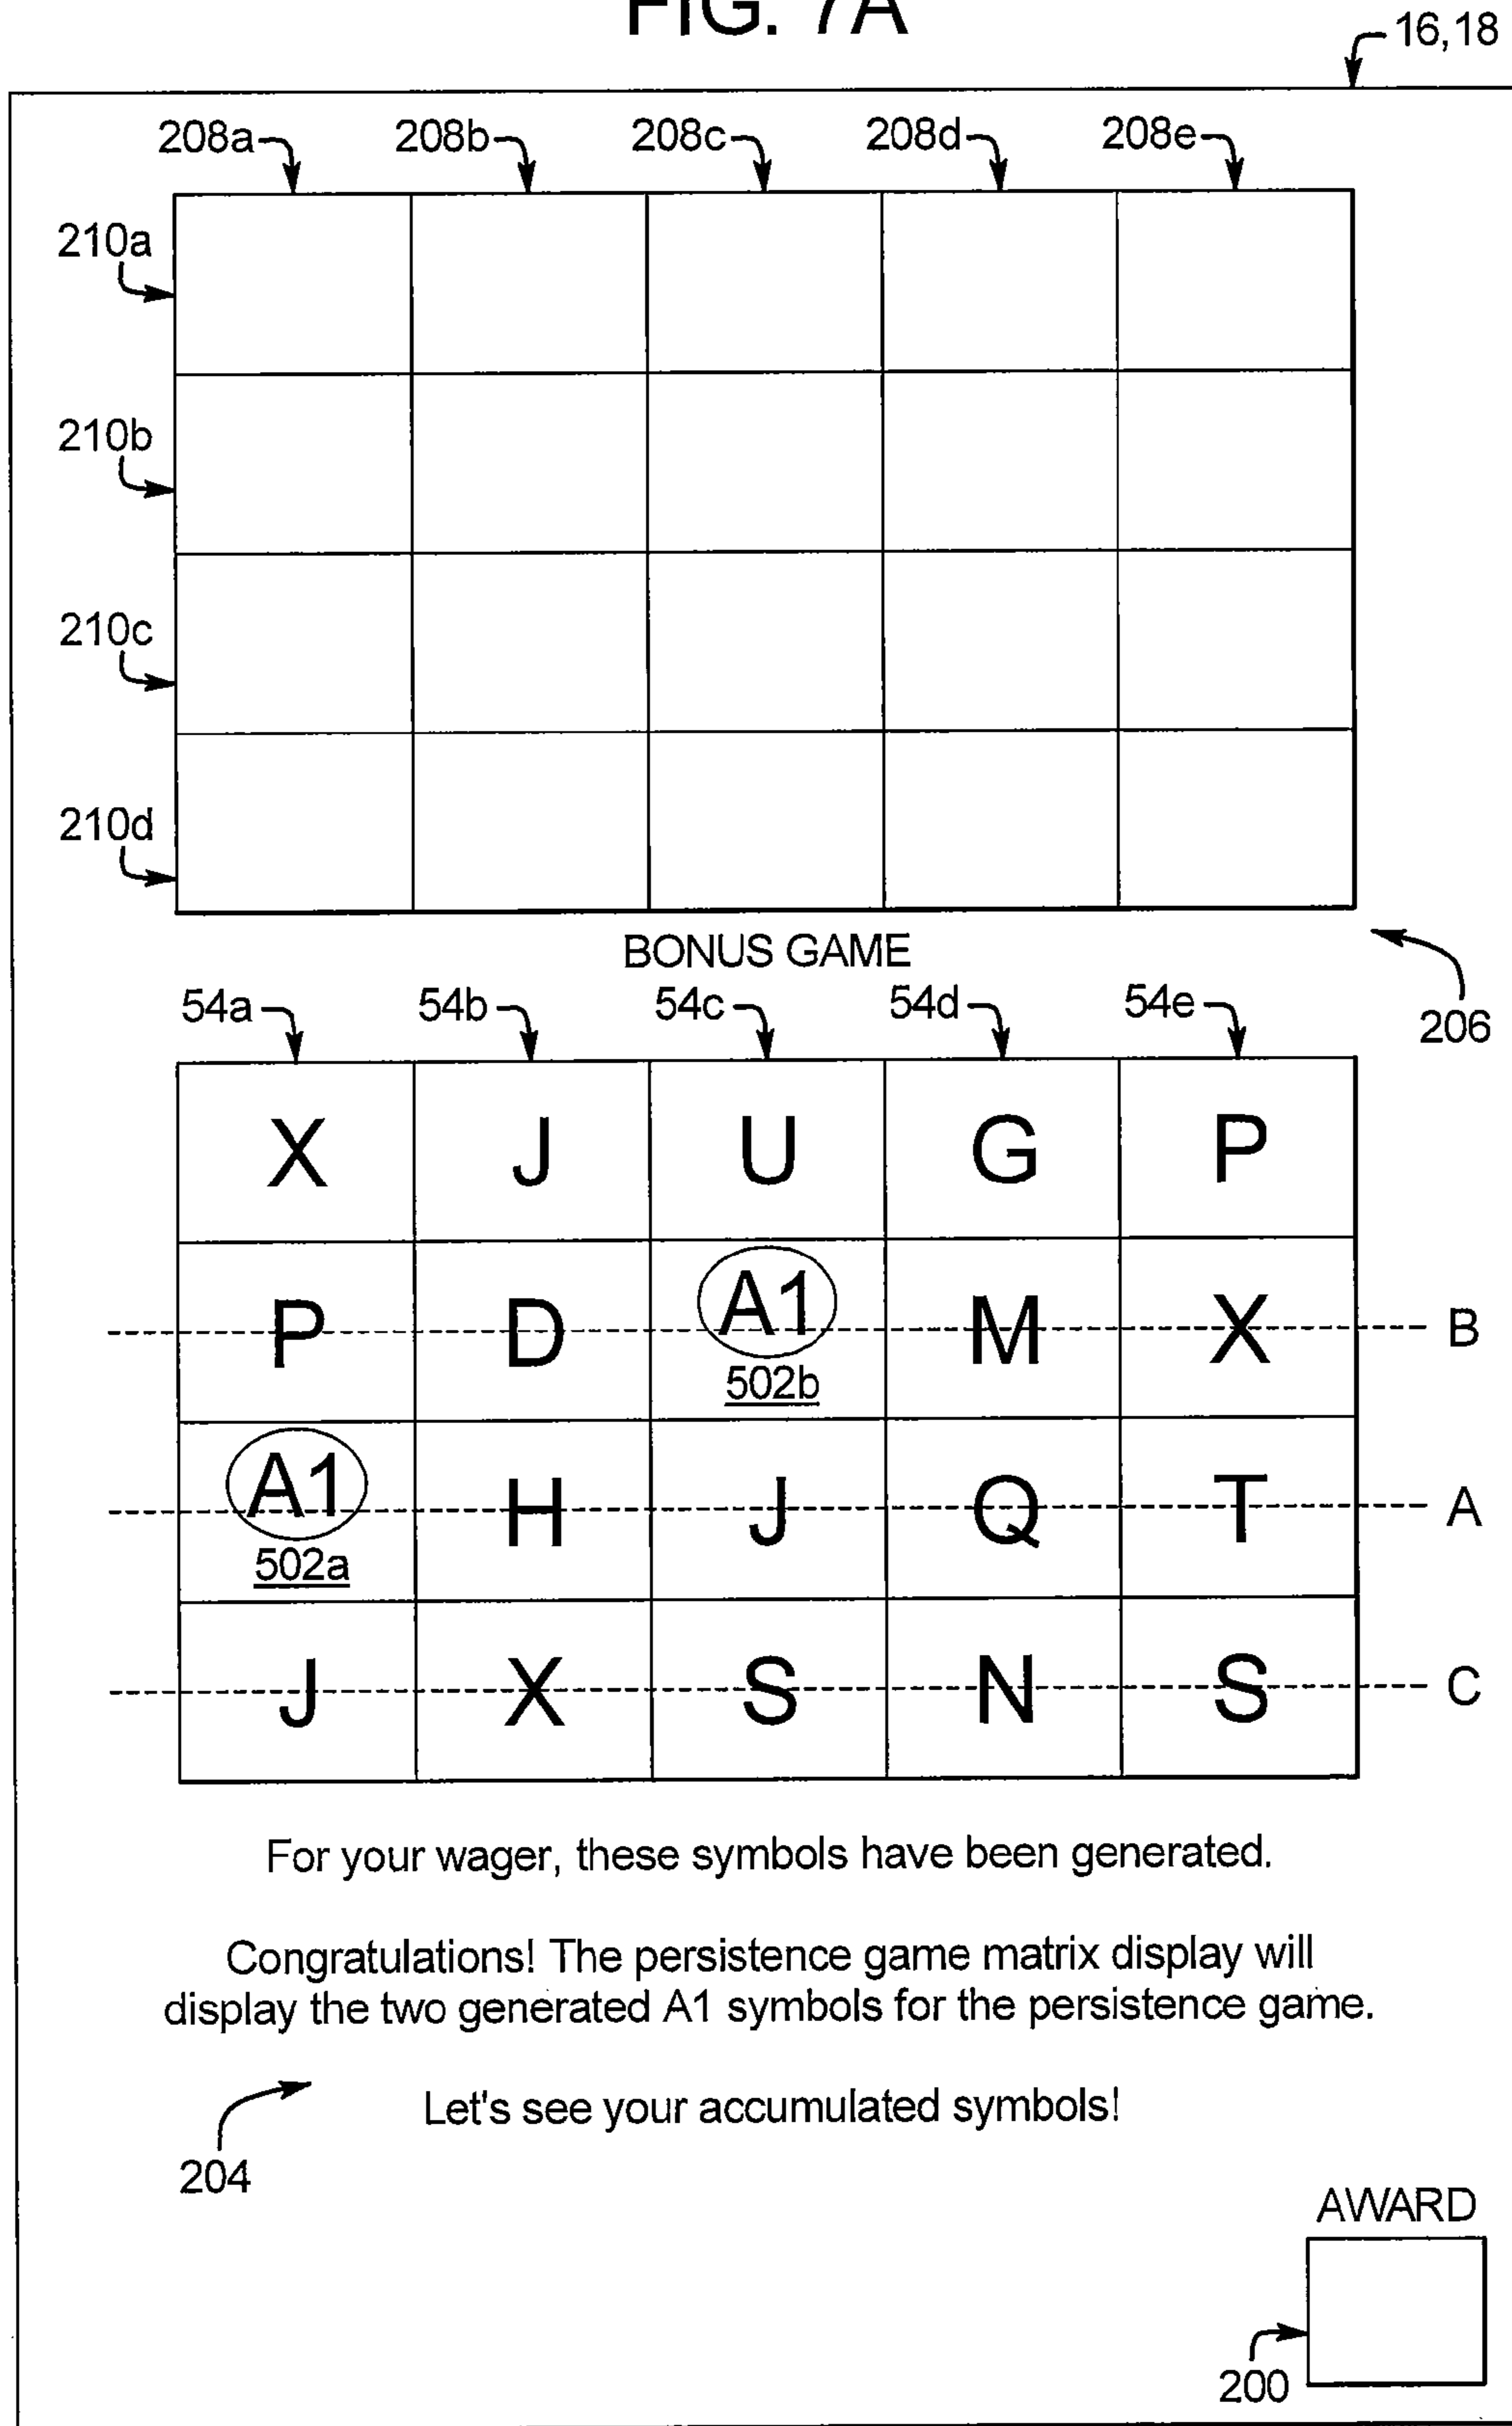 FIG. 7A
16,18
208a 208b 208c 208d 208e
210a
210b
210c
210d
BONUS GAME
206
54a 54b 54c 54d 54e
X J U G P
P D A1 M X B
502b
A1 H J Q T A
502a
J X S N S C
For your wager, these symbols have been generated.
Congratulations! The persistence game matrix display will
display the two generated A1 symbols for the persistence game.
Let's see your accumulated symbols!
204
AWARD
200